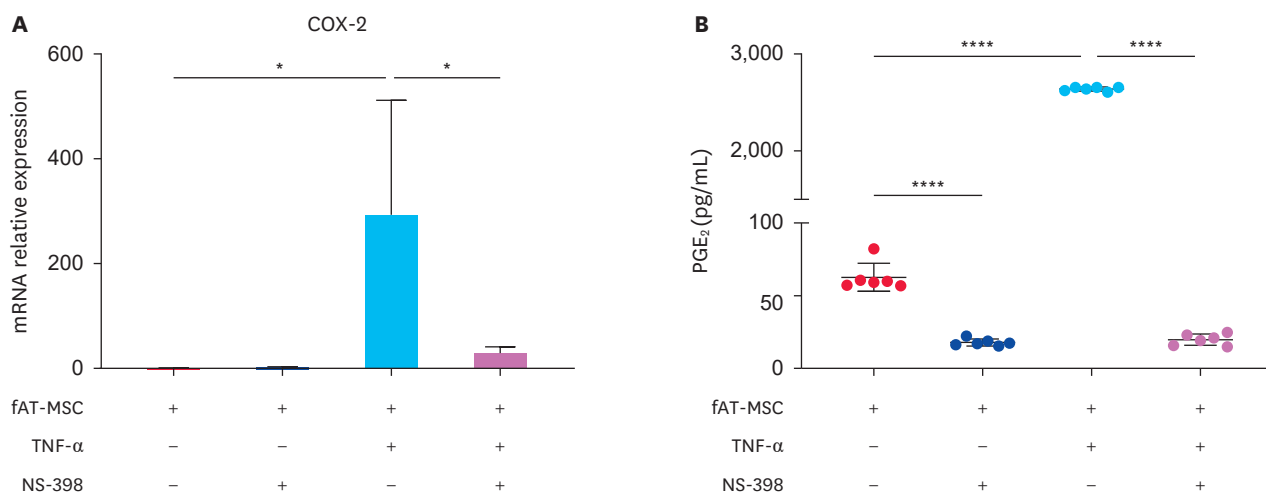 A
COX-2
mRNA relative expression
600
400
200
0
*
*
fAT-MSC + + + +
TNF-α – – + +
NS-398 – + – +
B
PGE₂ (pg/mL)
3,000
2,000
100
50
0
****
****
****
fAT-MSC + + + +
TNF-α – – + +
NS-398 – + – +